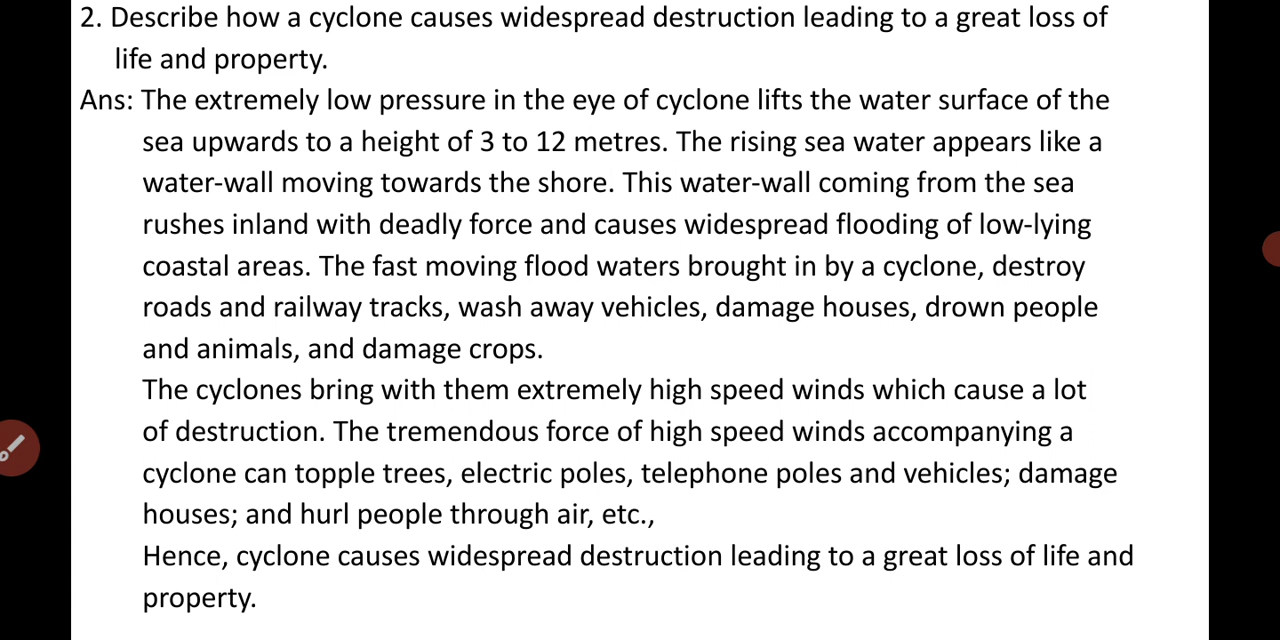 2. Describe how a cyclone causes widespread destruction leading to a great loss of
life and property.
Ans: The extremely low pressure in the eye of cyclone lifts the water surface of the
sea upwards to a height of 3 to 12 metres. The rising sea water appears like a
water-wall moving towards the shore. This water-wall coming from the sea
rushes inland with deadly force and causes widespread flooding of low-lying
coastal areas. The fast moving flood waters brought in by a cyclone, destroy
roads and railway tracks, wash away vehicles, damage houses, drown people
and animals, and damage crops.
The cyclones bring with them extremely high speed winds which cause a lot
of destruction. The tremendous force of high speed winds accompanying a
cyclone can topple trees, electric poles, telephone poles and vehicles; damage
houses; and hurl people through air, etc.,
Hence, cyclone causes widespread destruction leading to a great loss of life and
property.